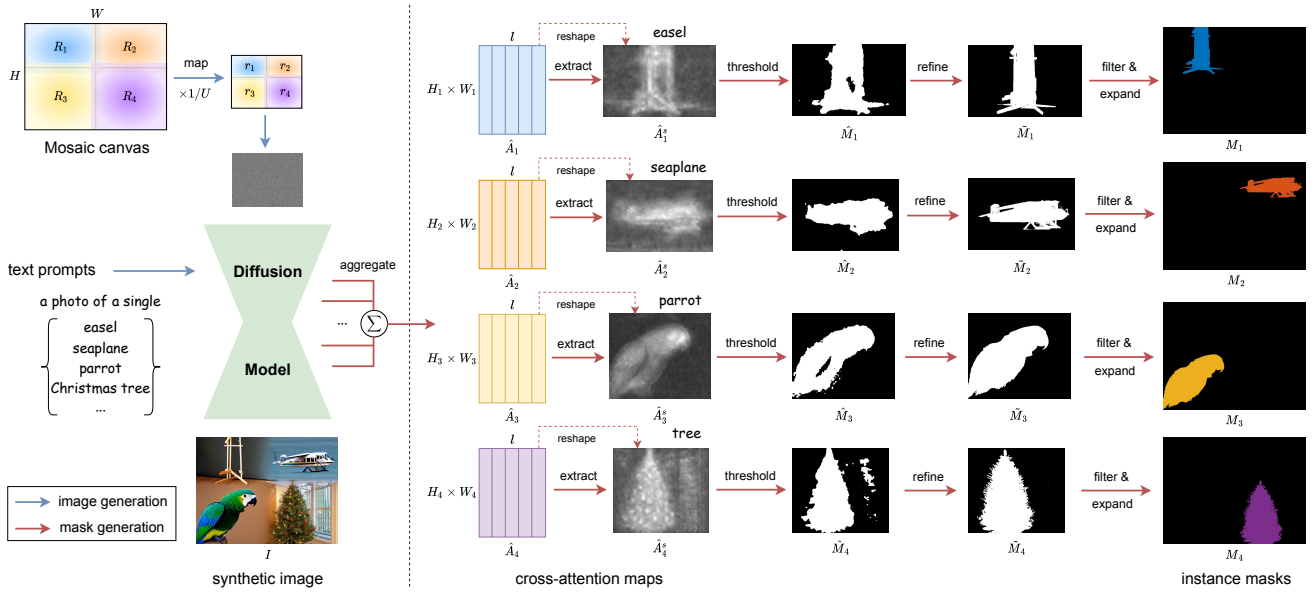 W
H
R₁
R₂
R₃
R₄
Mosaic canvas
map
×1/U
r₁
r₂
r₃
r₄
text prompts
a photo of a single
easel
seaplane
parrot
Christmas tree
...
Diffusion
Model
aggregate
...
∑
image generation
mask generation
I
synthetic image
l
reshape
easel
H₁ × W₁
extract
threshold
refine
filter &
expand
Â₁
Â₁ˢ
M̂₁
M̃₁
M₁
l
reshape
seaplane
H₂ × W₂
extract
threshold
refine
filter &
expand
Â₂
Â₂ˢ
M̂₂
M̃₂
M₂
l
reshape
parrot
H₃ × W₃
extract
threshold
refine
filter &
expand
Â₃
Â₃ˢ
M̂₃
M̃₃
M₃
l
reshape
tree
H₄ × W₄
extract
threshold
refine
filter &
expand
Â₄
Â₄ˢ
M̂₄
M̃₄
M₄
cross-attention maps
instance masks